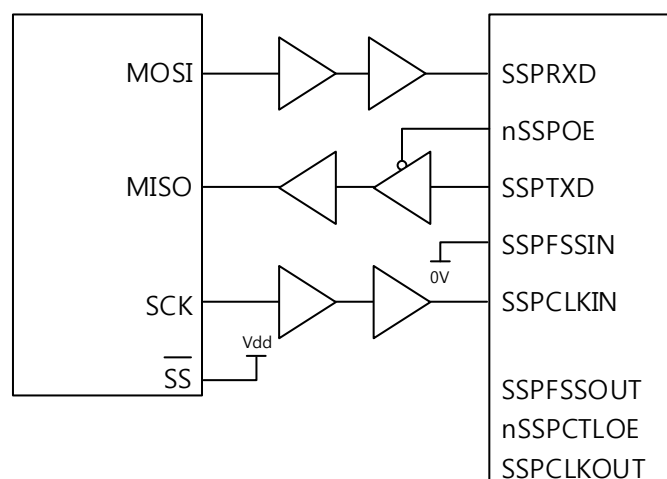 MOSI
SSPRXD
nSSPOE
MISO
SSPTXD
SSPFSSIN
0V
SCK
SSPCLKIN
Vdd
SS
SSPFSSOUT
nSSPCTLOE
SSPCLKOUT